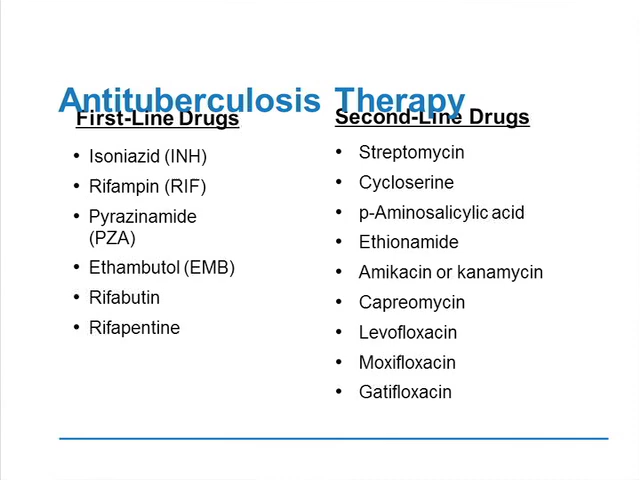 Antituberculosis Therapy
First-Line Drugs
• Isoniazid (INH)
• Rifampin (RIF)
• Pyrazinamide
(PZA)
• Ethambutol (EMB)
• Rifabutin
• Rifapentine
Second-Line Drugs
• Streptomycin
• Cycloserine
• p-Aminosalicylic acid
• Ethionamide
• Amikacin or kanamycin
• Capreomycin
• Levofloxacin
• Moxifloxacin
• Gatifloxacin